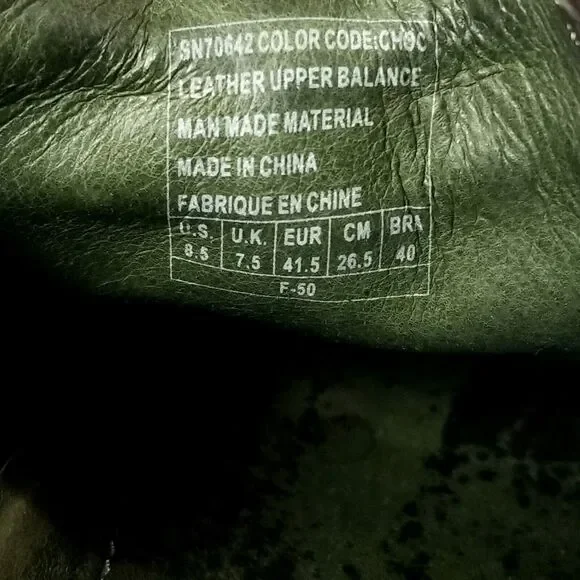 SN70642 COLOR CODE:CHOC
LEATHER UPPER BALANCE
MAN MADE MATERIAL
MADE IN CHINA
FABRIQUE EN CHINE
U.S. U.K. EUR CM BRA
8.5 7.5 41.5 26.5 40
F-50